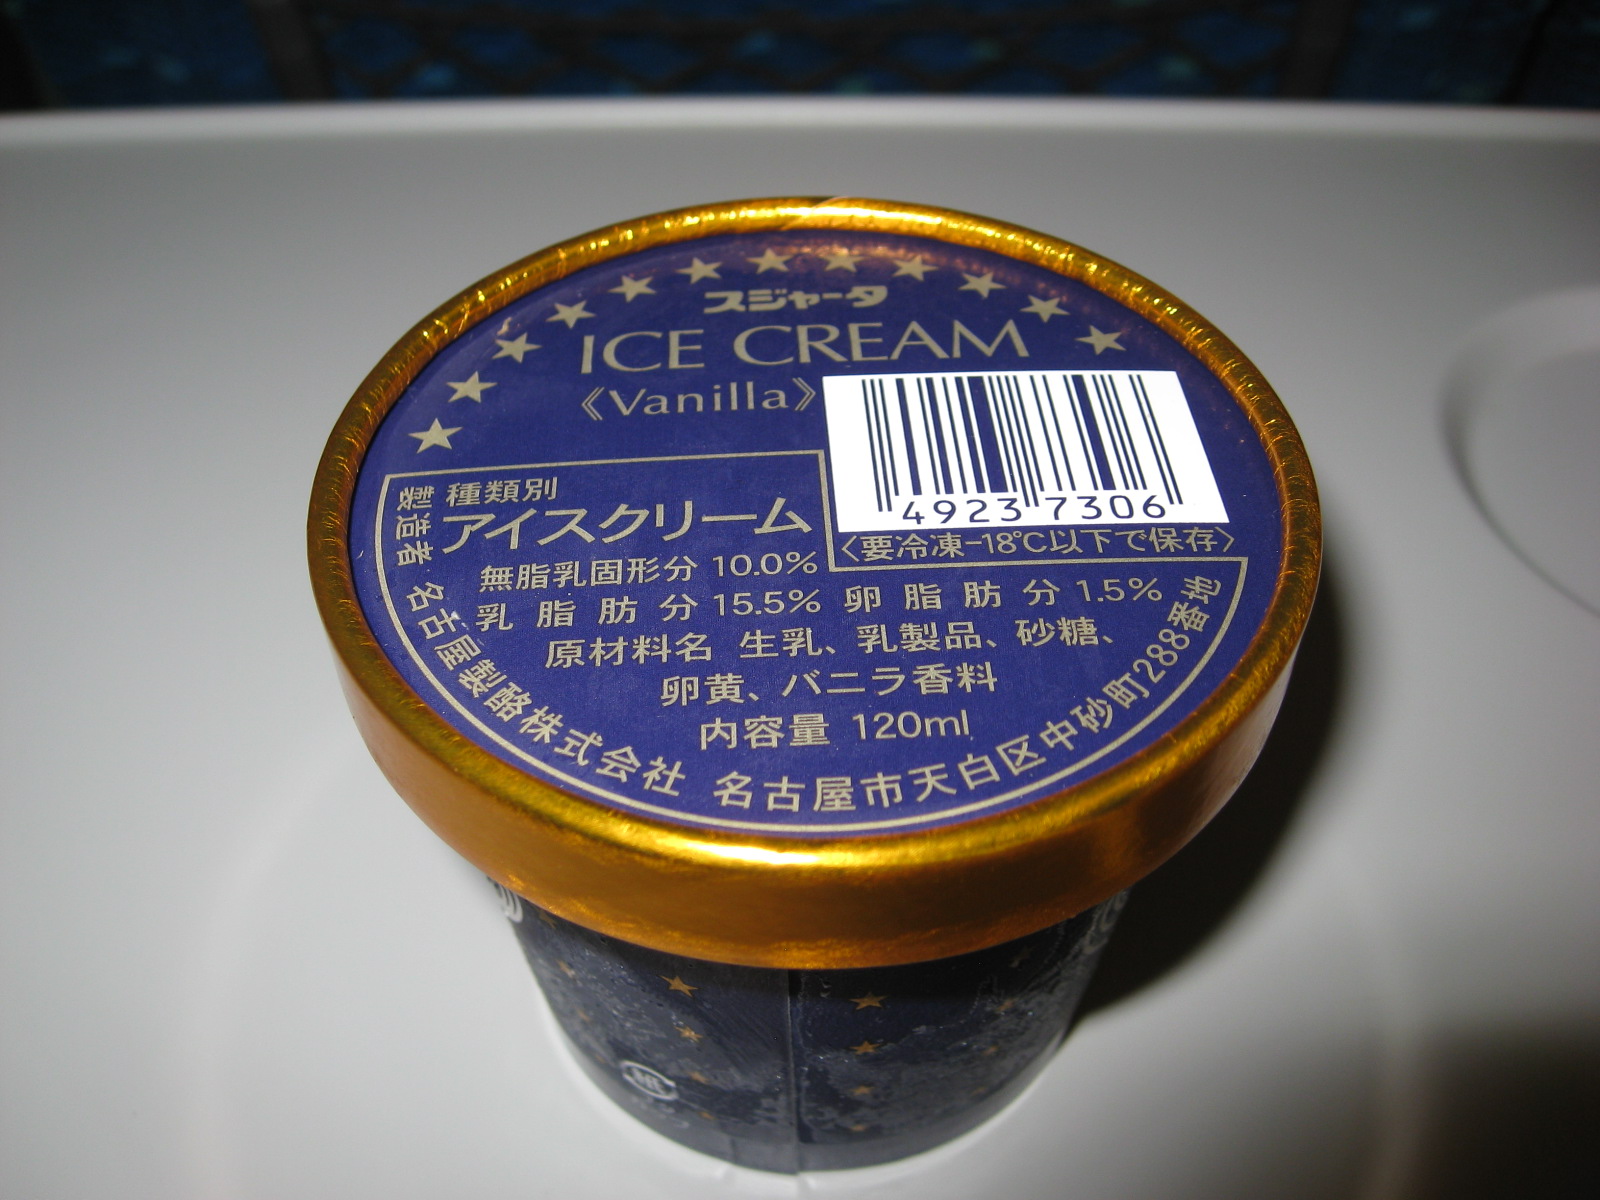 スジャータ
ICE CREAM
《Vanilla》
4923 7306
〈要冷凍-18℃以下で保存〉
種類別
アイスクリーム
無脂乳固形分 10.0%
乳脂肪分 15.5% 卵脂肪分 1.5%
原材料名 生乳、乳製品、砂糖、
卵黄、バニラ香料
内容量 120ml
製造者 名古屋製酪株式会社 名古屋市天白区中砂町288番地
紙